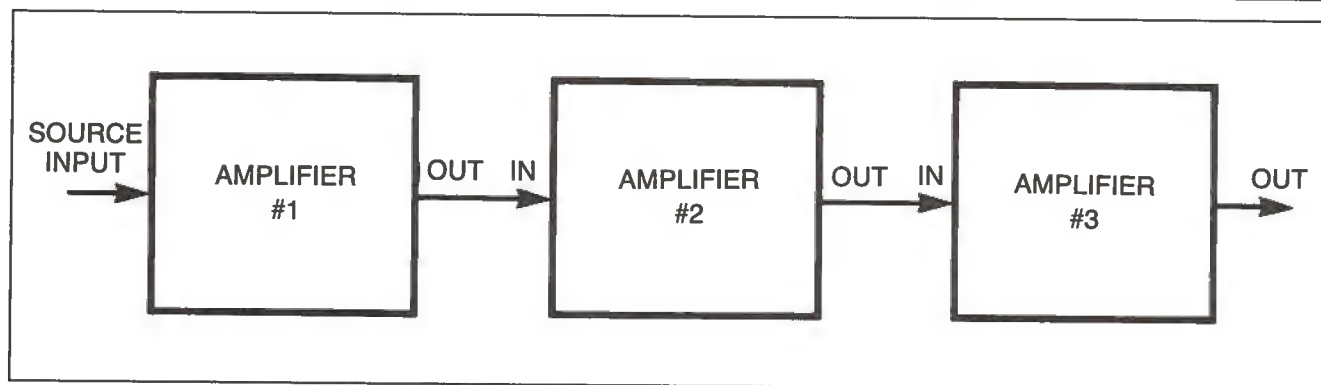 SOURCE
INPUT
AMPLIFIER
#1
OUT IN
AMPLIFIER
#2
OUT IN
AMPLIFIER
#3
OUT